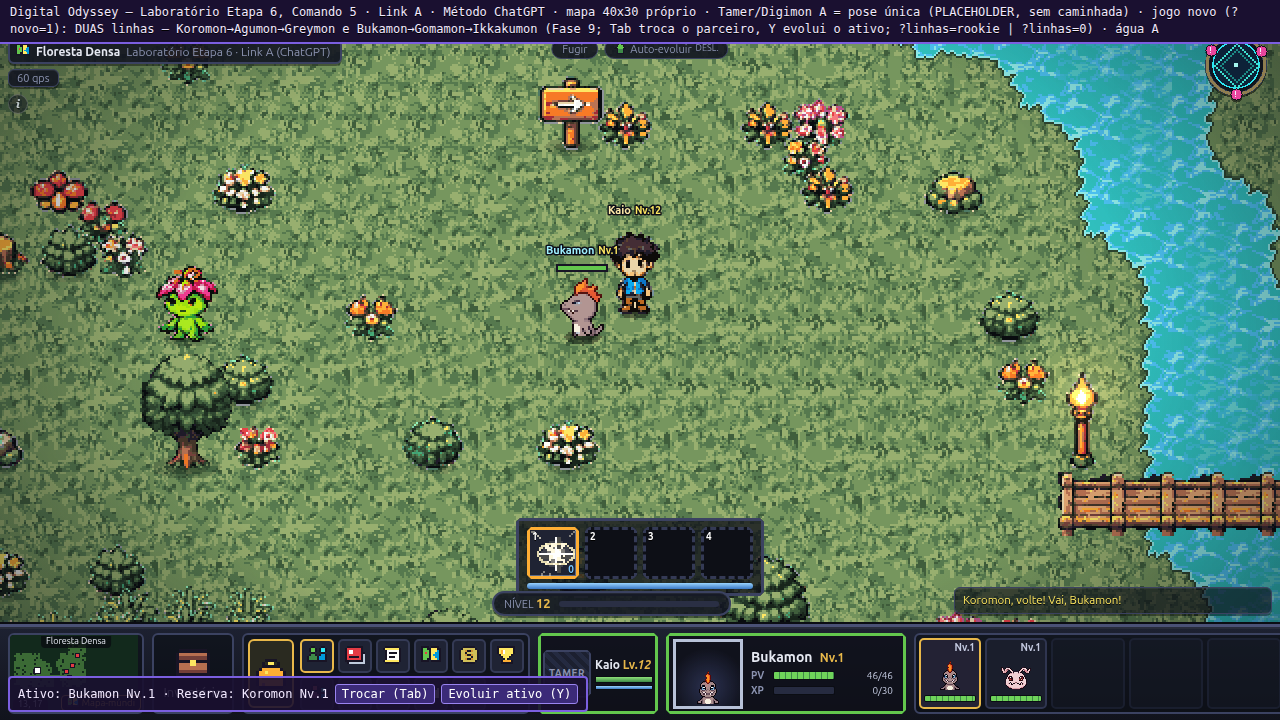 Digital Odyssey — Laboratório Etapa 6, Comando 5 · Link A · Método ChatGPT · mapa 40x30 próprio · Tamer/Digimon A = pose única (PLACEHOLDER, sem caminhada) · jogo novo (?
novo=1): DUAS linhas — Koromon→Agumon→Greymon e Bukamon→Gomamon→Ikkakumon (Fase 9; Tab troca o parceiro, Y evolui o ativo; ?linhas=rookie | ?linhas=0) · água A
Floresta Densa Laboratório Etapa 6 · Link A (ChatGPT)
Fugir
Auto-evoluir DESL.
60 qps
i
Kaio Nv.12
Bukamon Nv.1
1 2 3 4
0
NÍVEL 12
Koromon, volte! Vai, Bukamon!
Floresta Densa
TAMER
Kaio Lv.12
Bukamon Nv.1
PV 46/46
XP 0/30
Nv.1 Nv.1
Ativo: Bukamon Nv.1 · Reserva: Koromon Nv.1 Trocar (Tab) Evoluir ativo (Y)